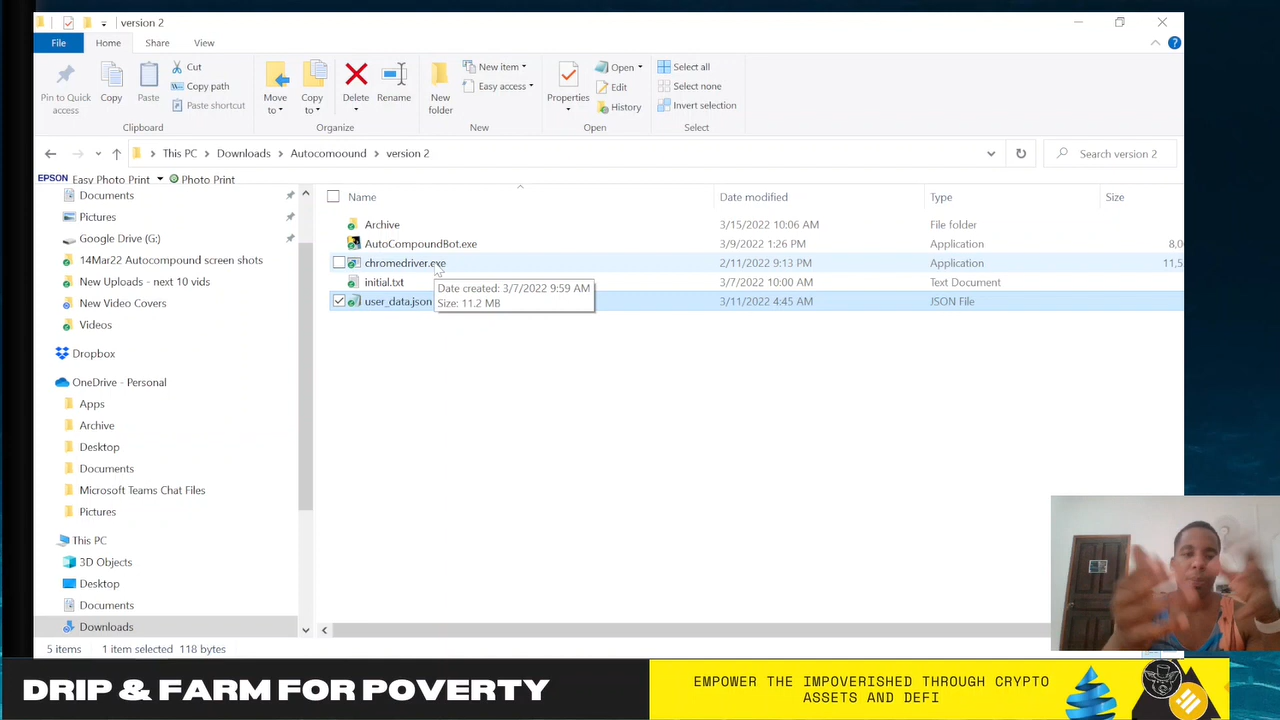 version 2
File Home Share View
Pin to Quick access
Copy
Paste
Cut
Copy path
Paste shortcut
Clipboard
Move to
Copy to
Delete
Rename
Organize
New folder
New item
Easy access
New
Properties
Open
Edit
History
Open
Select all
Select none
Invert selection
Select
This PC Downloads Autocomoound version 2
Search version 2
EPSON Easy Photo Print Photo Print
Documents
Pictures
Google Drive (G:)
14Mar22 Autocompound screen shots
New Uploads - next 10 vids
New Video Covers
Videos
Dropbox
OneDrive - Personal
Apps
Archive
Desktop
Documents
Microsoft Teams Chat Files
Pictures
This PC
3D Objects
Desktop
Documents
Downloads
Name Date modified Type Size
Archive 3/15/2022 10:06 AM File folder
AutoCompoundBot.exe 3/9/2022 1:26 PM Application 8,0
chromedriver.exe 2/11/2022 9:13 PM Application 11,5
initial.txt 3/7/2022 10:00 AM Text Document
user_data.json 3/11/2022 4:45 AM JSON File
Date created: 3/7/2022 9:59 AM
Size: 11.2 MB
5 items 1 item selected 118 bytes
DRIP & FARM FOR POVERTY
EMPOWER THE IMPOVERISHED THROUGH CRYPTO
ASSETS AND DEFI